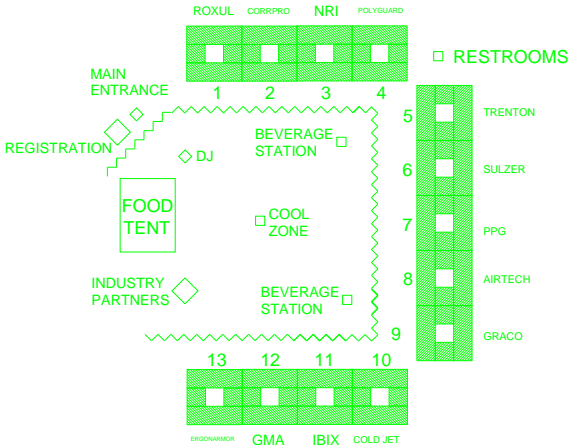 ROXUL CORRPRO NRI POLYGUARD
RESTROOMS
MAIN
ENTRANCE
1 2 3 4
5 TRENTON
REGISTRATION
BEVERAGE
STATION
DJ
6 SULZER
FOOD
TENT
COOL
ZONE
7 PPG
INDUSTRY
PARTNERS
BEVERAGE
STATION
8 AIRTECH
9 GRACO
13 12 11 10
ERGONARMOR GMA IBIX COLD JET